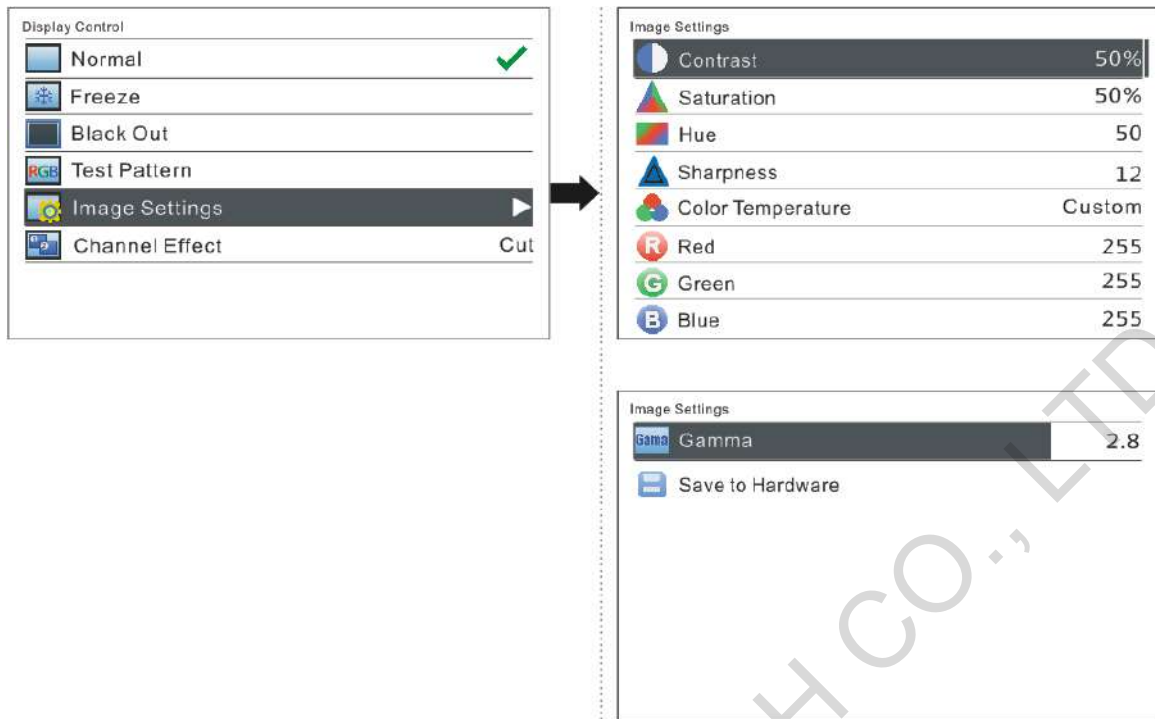 Display Control
Normal
Freeze
Black Out
RGB Test Pattern
Image Settings
Channel Effect Cut
Image Settings
Contrast 50%
Saturation 50%
Hue 50
Sharpness 12
Color Temperature Custom
R Red 255
G Green 255
B Blue 255
Image Settings
Gama Gamma 2.8
Save to Hardware
H CO., LTD